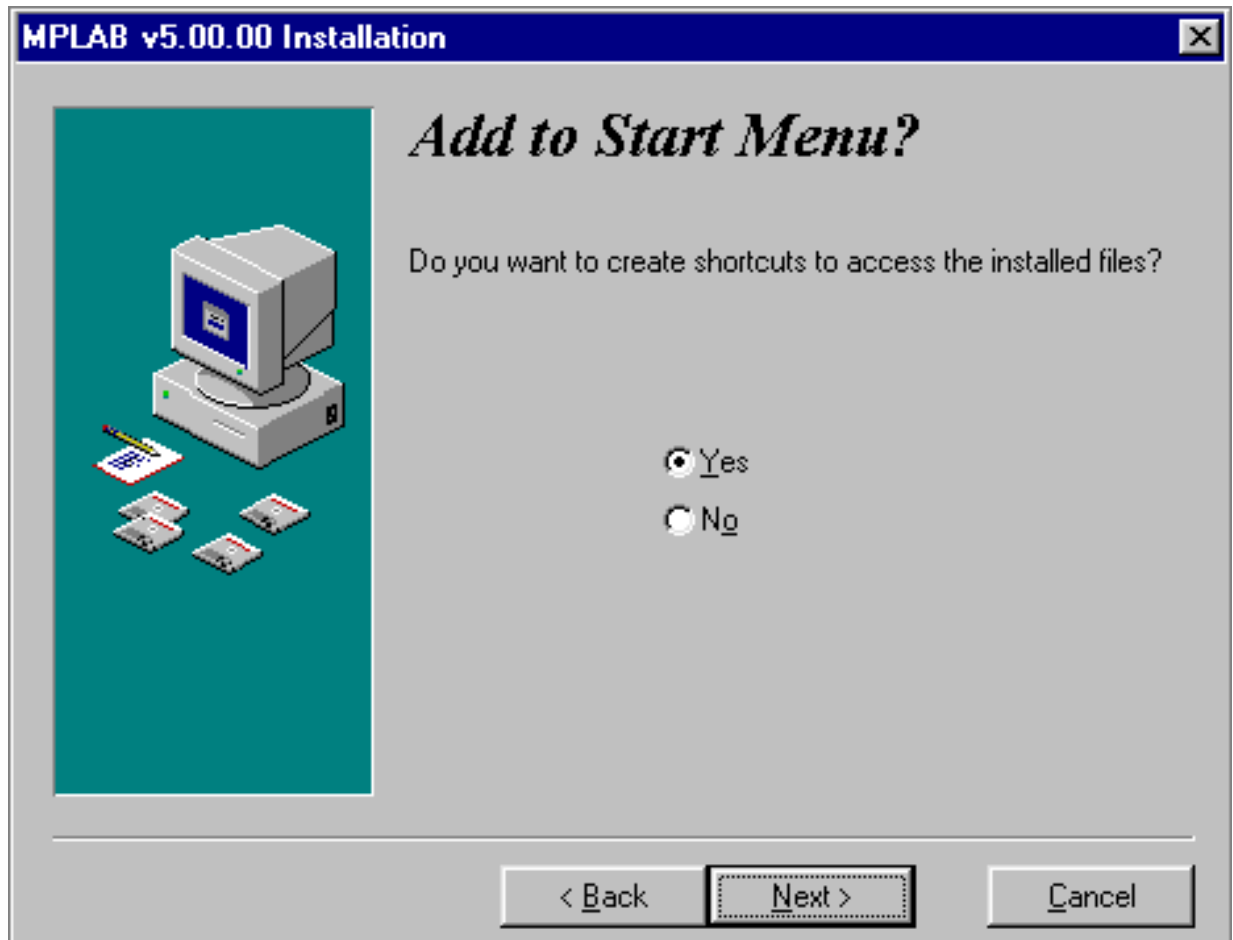 MPLAB v5.00.00 Installation
Add to Start Menu?
Do you want to create shortcuts to access the installed files?
Yes
No
< Back
Next >
Cancel